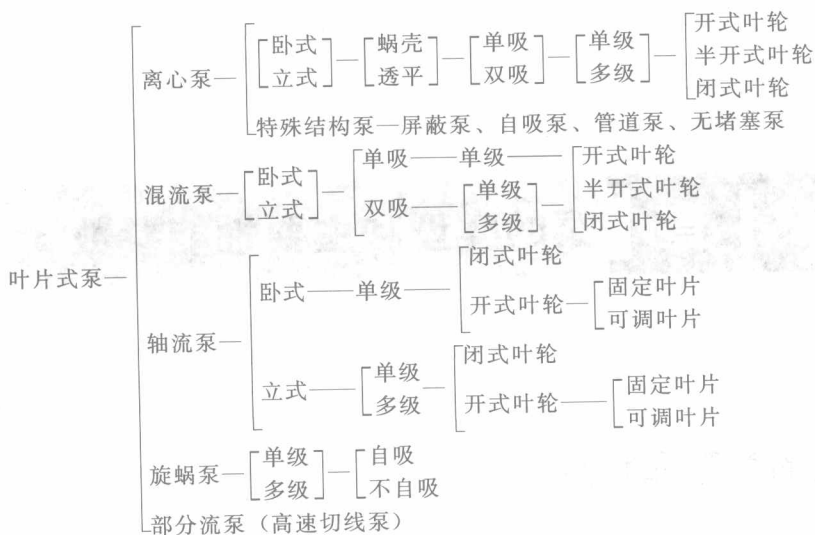 开式叶轮
卧式 蜗壳 单吸 单级
离心泵 半开式叶轮
立式 透平 双吸 多级
闭式叶轮
特殊结构泵—屏蔽泵、自吸泵、管道泵、无堵塞泵
单吸——单级——开式叶轮
混流泵 卧式 半开式叶轮
立式 双吸 单级
多级 闭式叶轮
闭式叶轮
叶片式泵 卧式——单级 固定叶片
开式叶轮
可调叶片
轴流泵
闭式叶轮
立式 单级
多级 开式叶轮 固定叶片
可调叶片
旋蜗泵 单级 自吸
多级 不自吸
部分流泵（高速切线泵）